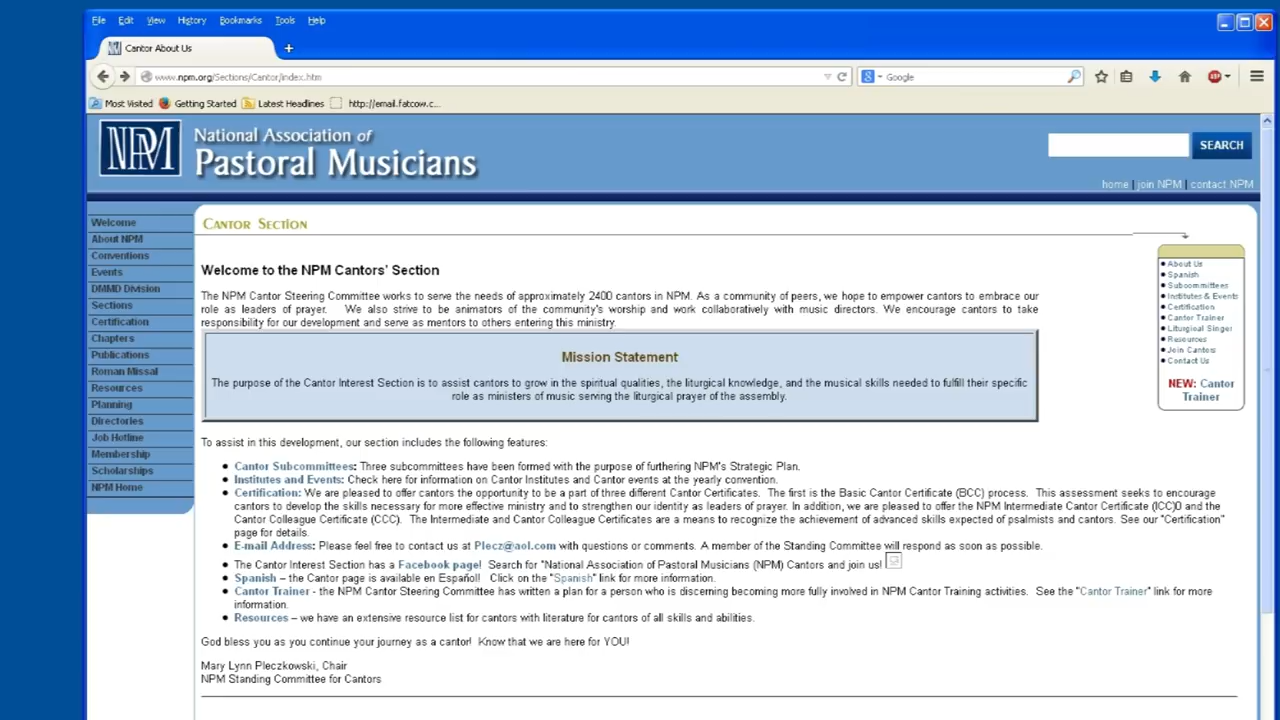 File Edit View History Bookmarks Tools Help
Cantor About Us
www.npm.org/Sections/Cantor/index.htm
Google
Most Visited Getting Started Latest Headlines http://email.fatcow.c...
NPM
National Association of
Pastoral Musicians
SEARCH
home | join NPM | contact NPM
Welcome
About NPM
Conventions
Events
DMMD Division
Sections
Certification
Chapters
Publications
Roman Missal
Resources
Planning
Directories
Job Hotline
Membership
Scholarships
NPM Home
Cantor Section
Welcome to the NPM Cantors' Section
The NPM Cantor Steering Committee works to serve the needs of approximately 2400 cantors in NPM. As a community of peers, we hope to empower cantors to embrace our
role as leaders of prayer. We also strive to be animators of the community's worship and work collaboratively with music directors. We encourage cantors to take
responsibility for our development and serve as mentors to others entering this ministry.
Mission Statement
The purpose of the Cantor Interest Section is to assist cantors to grow in the spiritual qualities, the liturgical knowledge, and the musical skills needed to fulfill their specific
role as ministers of music serving the liturgical prayer of the assembly.
To assist in this development, our section includes the following features:
• Cantor Subcommittees: Three subcommittees have been formed with the purpose of furthering NPM's Strategic Plan.
• Institutes and Events: Check here for information on Cantor Institutes and Cantor events at the yearly convention.
• Certification: We are pleased to offer cantors the opportunity to be a part of three different Cantor Certificates. The first is the Basic Cantor Certificate (BCC) process. This assessment seeks to encourage
cantors to develop the skills necessary for more effective ministry and to strengthen our identity as leaders of prayer. In addition, we are pleased to offer the NPM Intermediate Cantor Certificate (ICC)0 and the
Cantor Colleague Certificate (CCC). The Intermediate and Cantor Colleague Certificates are a means to recognize the achievement of advanced skills expected of psalmists and cantors. See our "Certification"
page for details.
• E-mail Address: Please feel free to contact us at Plecz@aol.com with questions or comments. A member of the Standing Committee will respond as soon as possible.
• The Cantor Interest Section has a Facebook page! Search for "National Association of Pastoral Musicians (NPM) Cantors and join us!
• Spanish – the Cantor page is available en Español! Click on the "Spanish" link for more information.
• Cantor Trainer - the NPM Cantor Steering Committee has written a plan for a person who is discerning becoming more fully involved in NPM Cantor Training activities. See the "Cantor Trainer" link for more
information.
• Resources – we have an extensive resource list for cantors with literature for cantors of all skills and abilities.
God bless you as you continue your journey as a cantor! Know that we are here for YOU!
Mary Lynn Pleczkowski, Chair
NPM Standing Committee for Cantors
• About Us
• Spanish
• Subcommittees
• Institutes & Events
• Certification
• Cantor Trainer
• Liturgical Singer
• Resources
• Join Cantors
• Contact Us
NEW: Cantor
Trainer